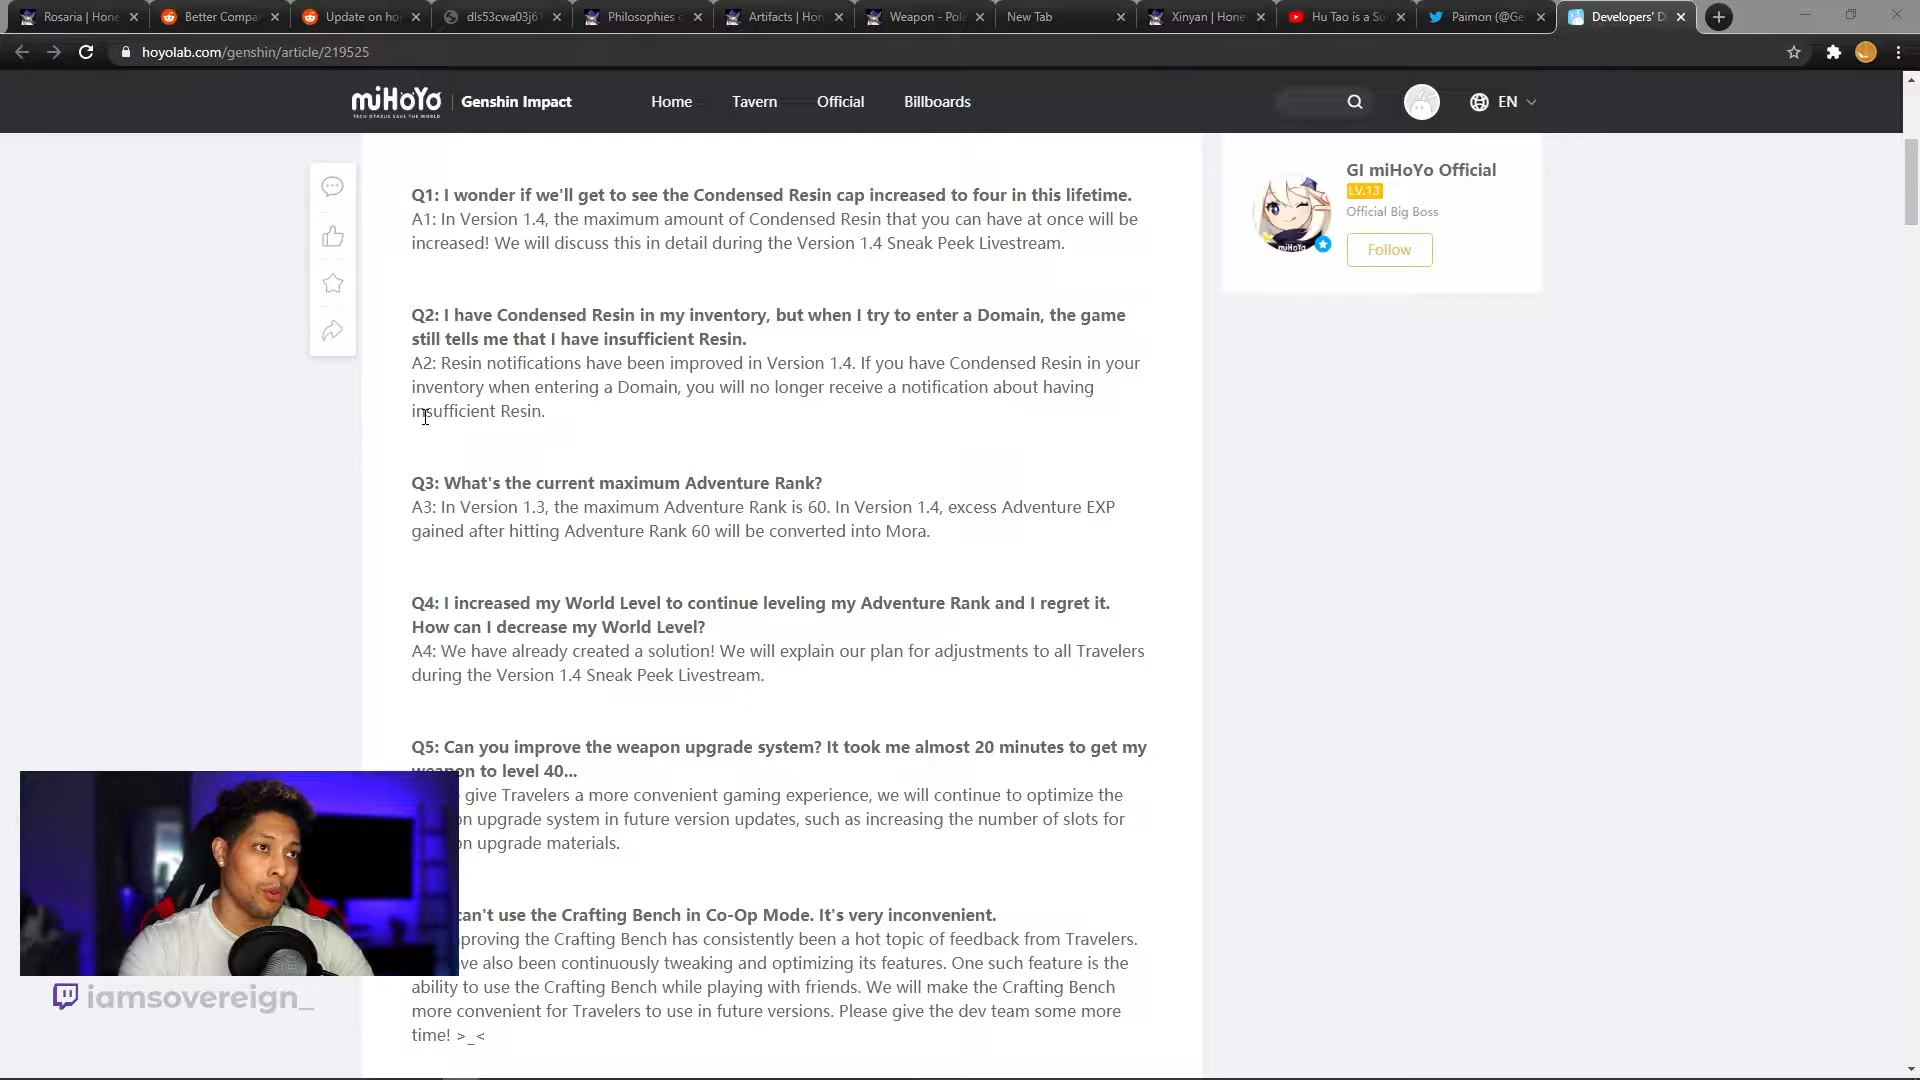 Rosaria | Hone
Better Compa
Update on ho
dls53cwa03j61
Philosophies o
Artifacts | Hon
Weapon - Pole
New Tab
Xinyan | Hone
Hu Tao is a Su
Paimon (@Ge
Developers' D
hoyolab.com/genshin/article/219525
miHoYo
TECH OTAKUS SAVE THE WORLD
Genshin Impact
Home
Tavern
Official
Billboards
EN
Q1: I wonder if we'll get to see the Condensed Resin cap increased to four in this lifetime.
A1: In Version 1.4, the maximum amount of Condensed Resin that you can have at once will be
increased! We will discuss this in detail during the Version 1.4 Sneak Peek Livestream.
Q2: I have Condensed Resin in my inventory, but when I try to enter a Domain, the game
still tells me that I have insufficient Resin.
A2: Resin notifications have been improved in Version 1.4. If you have Condensed Resin in your
inventory when entering a Domain, you will no longer receive a notification about having
insufficient Resin.
Q3: What's the current maximum Adventure Rank?
A3: In Version 1.3, the maximum Adventure Rank is 60. In Version 1.4, excess Adventure EXP
gained after hitting Adventure Rank 60 will be converted into Mora.
Q4: I increased my World Level to continue leveling my Adventure Rank and I regret it.
How can I decrease my World Level?
A4: We have already created a solution! We will explain our plan for adjustments to all Travelers
during the Version 1.4 Sneak Peek Livestream.
Q5: Can you improve the weapon upgrade system? It took me almost 20 minutes to get my
weapon to level 40...
give Travelers a more convenient gaming experience, we will continue to optimize the
on upgrade system in future version updates, such as increasing the number of slots for
on upgrade materials.
can't use the Crafting Bench in Co-Op Mode. It's very inconvenient.
proving the Crafting Bench has consistently been a hot topic of feedback from Travelers.
ve also been continuously tweaking and optimizing its features. One such feature is the
ability to use the Crafting Bench while playing with friends. We will make the Crafting Bench
more convenient for Travelers to use in future versions. Please give the dev team some more
time! >_<
GI miHoYo Official
LV.13
Official Big Boss
Follow
miHoYo
iamsovereign_